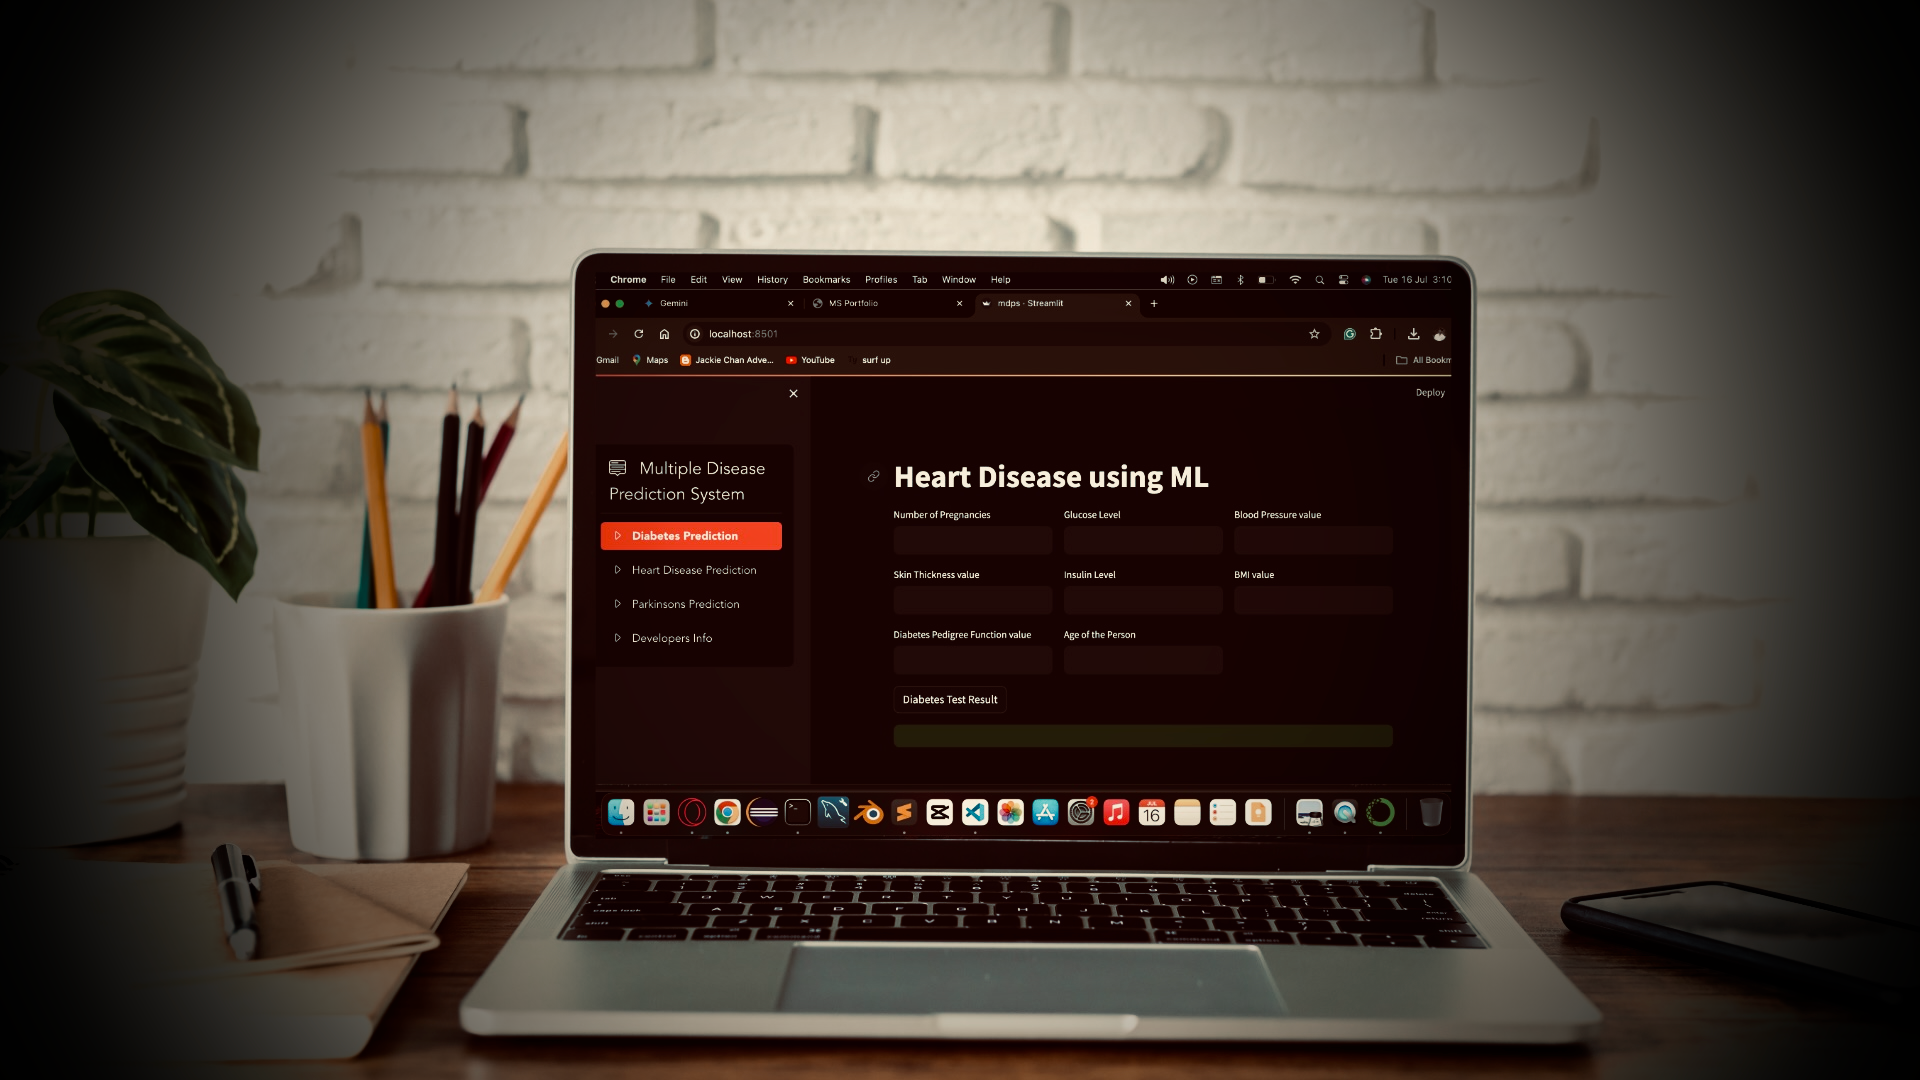 Chrome File Edit View History Bookmarks Profiles Tab Window Help Tue 16 Jul 3:10
Gemini MS Portfolio mdps · Streamlit
localhost:8501
Gmail Maps Jackie Chan Adve... YouTube surf up All Bookm
Deploy
Multiple Disease
Prediction System
Diabetes Prediction
Heart Disease Prediction
Parkinsons Prediction
Developers Info
Heart Disease using ML
Number of Pregnancies Glucose Level Blood Pressure value
Skin Thickness value Insulin Level BMI value
Diabetes Pedigree Function value Age of the Person
Diabetes Test Result
JUL
16